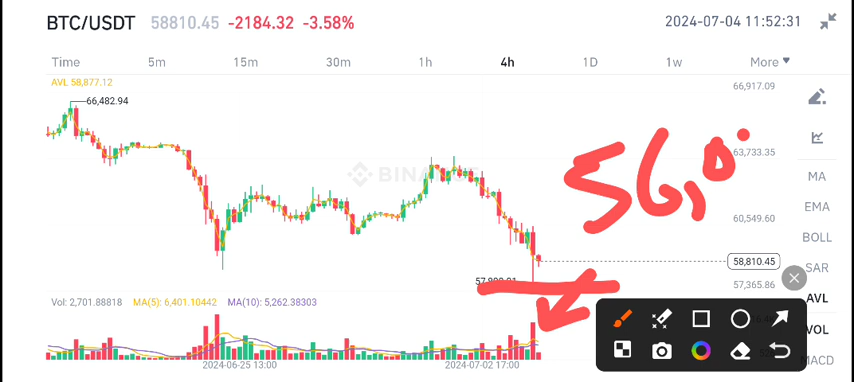 BTC/USDT 58810.45 -2184.32 -3.58% 2024-07-04 11:52:31
Time 5m 15m 30m 1h 4h 1D 1w More
AVL 58,877.12
66,917.09
66,482.94
63,733.35
56,0
BINANCE
MA
EMA
60,549.60
BOLL
58,810.45
SAR
57,365.86
AVL
Vol: 2,701.88818 MA(5): 6,401.10442 MA(10): 5,262.38303
VOL
MACD
2024-06-25 13:00 2024-07-02 17:00